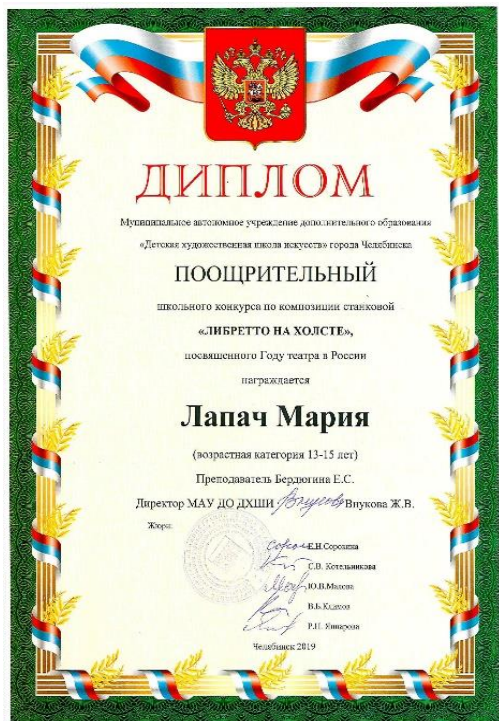 ДИПЛОМ
Муниципальное автономное учреждение дополнительного образования
«Детская художественная школа искусств» города Челябинска
ПООЩРИТЕЛЬНЫЙ
школьного конкурса по композиции станковой
«ЛИБРЕТТО НА ХОЛСТЕ»,
посвященного Году театра в России
награждается
Лапач Мария
(возрастная категория 13-15 лет)
Преподаватель Бердюгина Е.С.
Директор МАУ ДО ДХШИ Внукова Ж.В.
Жюри:
Е.Н.Сорокина
С.В. Котельникова
Ю.В.Малова
В.Б.Климов
Челябинск 2019